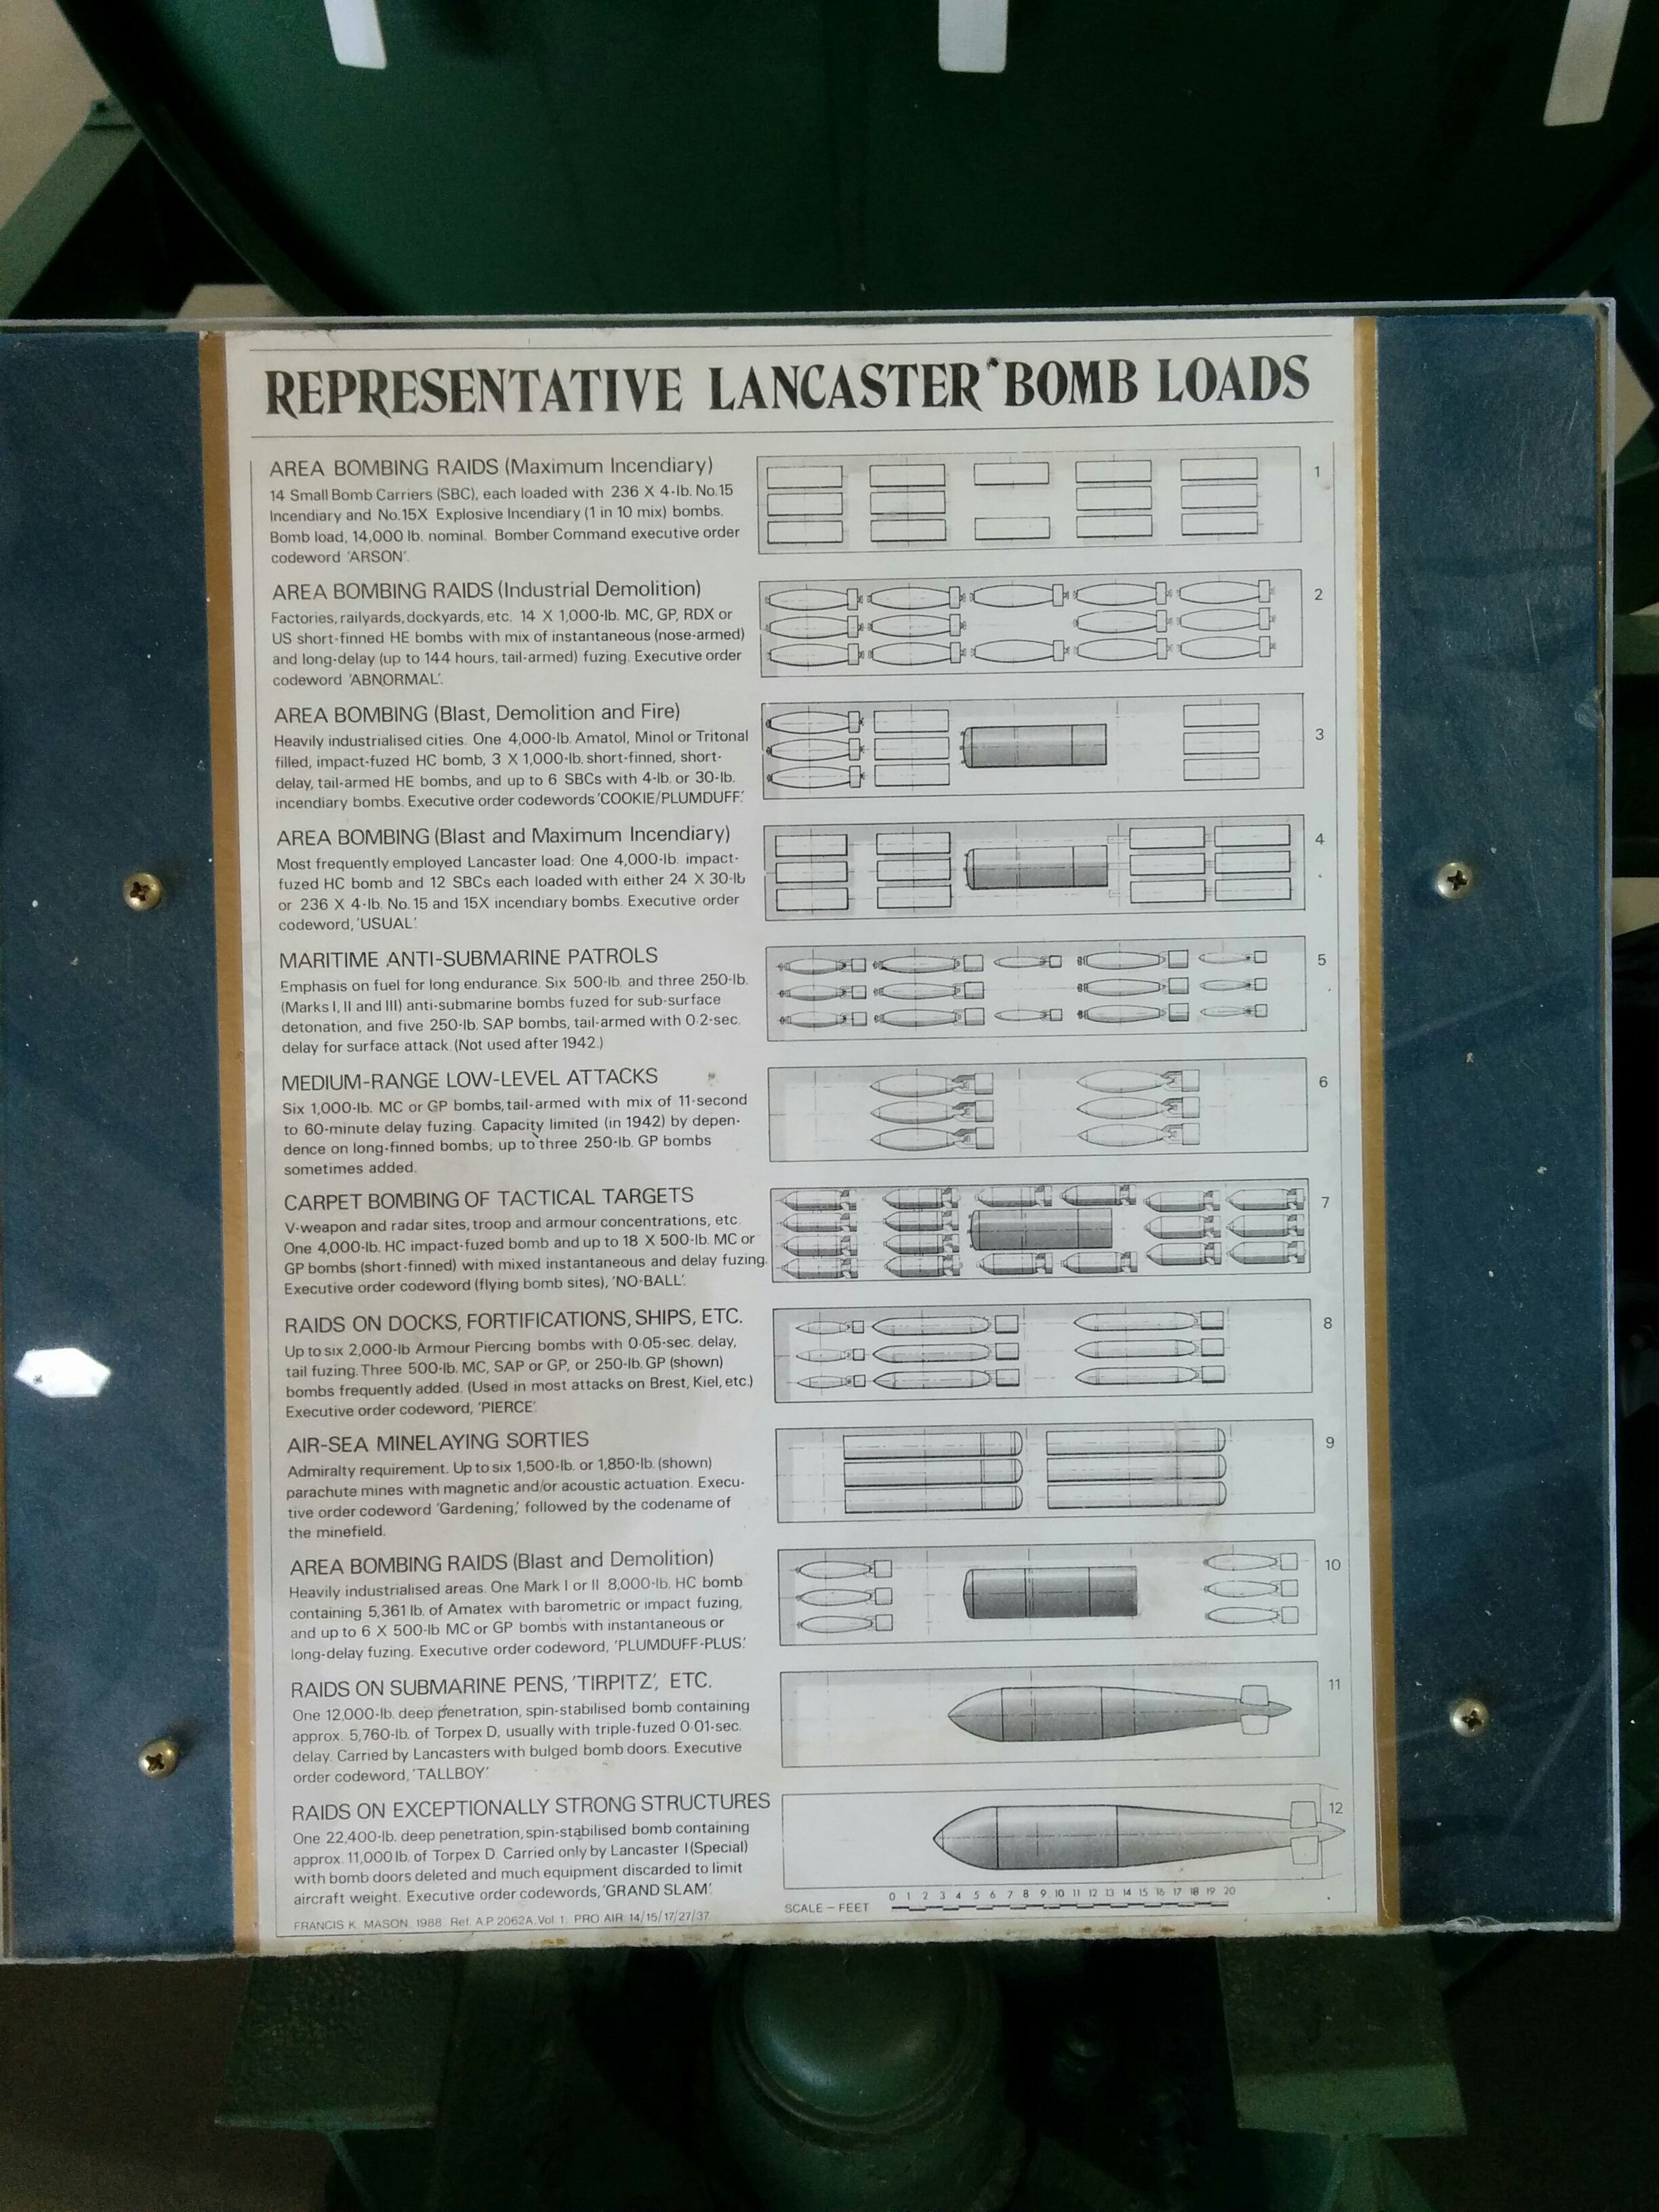 REPRESENTATIVE LANCASTER BOMB LOADS
AREA BOMBING RAIDS (Maximum Incendiary)
14 Small Bomb Carriers (SBC), each loaded with 236 X 4-lb. No.15
Incendiary and No.15X Explosive Incendiary (1 in 10 mix) bombs.
Bomb load, 14,000 lb. nominal. Bomber Command executive order
codeword 'ARSON'.
1
AREA BOMBING RAIDS (Industrial Demolition)
Factories, railyards, dockyards, etc. 14 X 1,000-lb. MC, GP, RDX or
US short-finned HE bombs with mix of instantaneous (nose-armed)
and long-delay (up to 144 hours, tail-armed) fuzing. Executive order
codeword 'ABNORMAL'.
2
AREA BOMBING (Blast, Demolition and Fire)
Heavily industrialised cities. One 4,000-lb. Amatol, Minol or Tritonal
filled, impact-fuzed HC bomb, 3 X 1,000-lb. short-finned, short-
delay, tail-armed HE bombs, and up to 6 SBCs with 4-lb. or 30-lb.
incendiary bombs. Executive order codewords 'COOKIE/PLUMDUFF.'
3
AREA BOMBING (Blast and Maximum Incendiary)
Most frequently employed Lancaster load: One 4,000-lb. impact-
fuzed HC bomb and 12 SBCs each loaded with either 24 X 30-lb
or 236 X 4-lb. No.15 and 15X incendiary bombs. Executive order
codeword, 'USUAL'.
4
MARITIME ANTI-SUBMARINE PATROLS
Emphasis on fuel for long endurance. Six 500-lb. and three 250-lb.
(Marks I, II and III) anti-submarine bombs fuzed for sub-surface
detonation, and five 250-lb. SAP bombs, tail-armed with 0·2-sec.
delay for surface attack. (Not used after 1942.)
5
MEDIUM-RANGE LOW-LEVEL ATTACKS
Six 1,000-lb. MC or GP bombs, tail-armed with mix of 11-second
to 60-minute delay fuzing. Capacity limited (in 1942) by depen-
dence on long-finned bombs; up to three 250-lb. GP bombs
sometimes added.
6
CARPET BOMBING OF TACTICAL TARGETS
V-weapon and radar sites, troop and armour concentrations, etc.
One 4,000-lb. HC impact-fuzed bomb and up to 18 X 500-lb. MC or
GP bombs (short-finned) with mixed instantaneous and delay fuzing.
Executive order codeword (flying bomb sites), 'NO-BALL'.
7
RAIDS ON DOCKS, FORTIFICATIONS, SHIPS, ETC.
Up to six 2,000-lb Armour Piercing bombs with 0·05-sec. delay,
tail fuzing. Three 500-lb. MC, SAP or GP, or 250-lb. GP (shown)
bombs frequently added. (Used in most attacks on Brest, Kiel, etc.)
Executive order codeword, 'PIERCE'.
8
AIR-SEA MINELAYING SORTIES
Admiralty requirement. Up to six 1,500-lb. or 1,850-lb. (shown)
parachute mines with magnetic and/or acoustic actuation. Execu-
tive order codeword 'Gardening,' followed by the codename of
the minefield.
9
AREA BOMBING RAIDS (Blast and Demolition)
Heavily industrialised areas. One Mark I or II 8,000-lb. HC bomb
containing 5,361 lb. of Amatex with barometric or impact fuzing,
and up to 6 X 500-lb MC or GP bombs with instantaneous or
long-delay fuzing. Executive order codeword, 'PLUMDUFF-PLUS.'
10
RAIDS ON SUBMARINE PENS, 'TIRPITZ', ETC.
One 12,000-lb. deep penetration, spin-stabilised bomb containing
approx. 5,760-lb. of Torpex D, usually with triple-fuzed 0·01-sec.
delay. Carried by Lancasters with bulged bomb doors. Executive
order codeword, 'TALLBOY'.
11
RAIDS ON EXCEPTIONALLY STRONG STRUCTURES
One 22,400-lb. deep penetration, spin-stabilised bomb containing
approx. 11,000 lb. of Torpex D. Carried only by Lancaster I (Special)
with bomb doors deleted and much equipment discarded to limit
aircraft weight. Executive order codewords, 'GRAND SLAM'.
12
SCALE – FEET 0 1 2 3 4 5 6 7 8 9 10 11 12 13 14 15 16 17 18 19 20
FRANCIS K. MASON. 1988. Ref. A.P. 2062A, Vol. 1. PRO AIR 14/15/17/27/37.